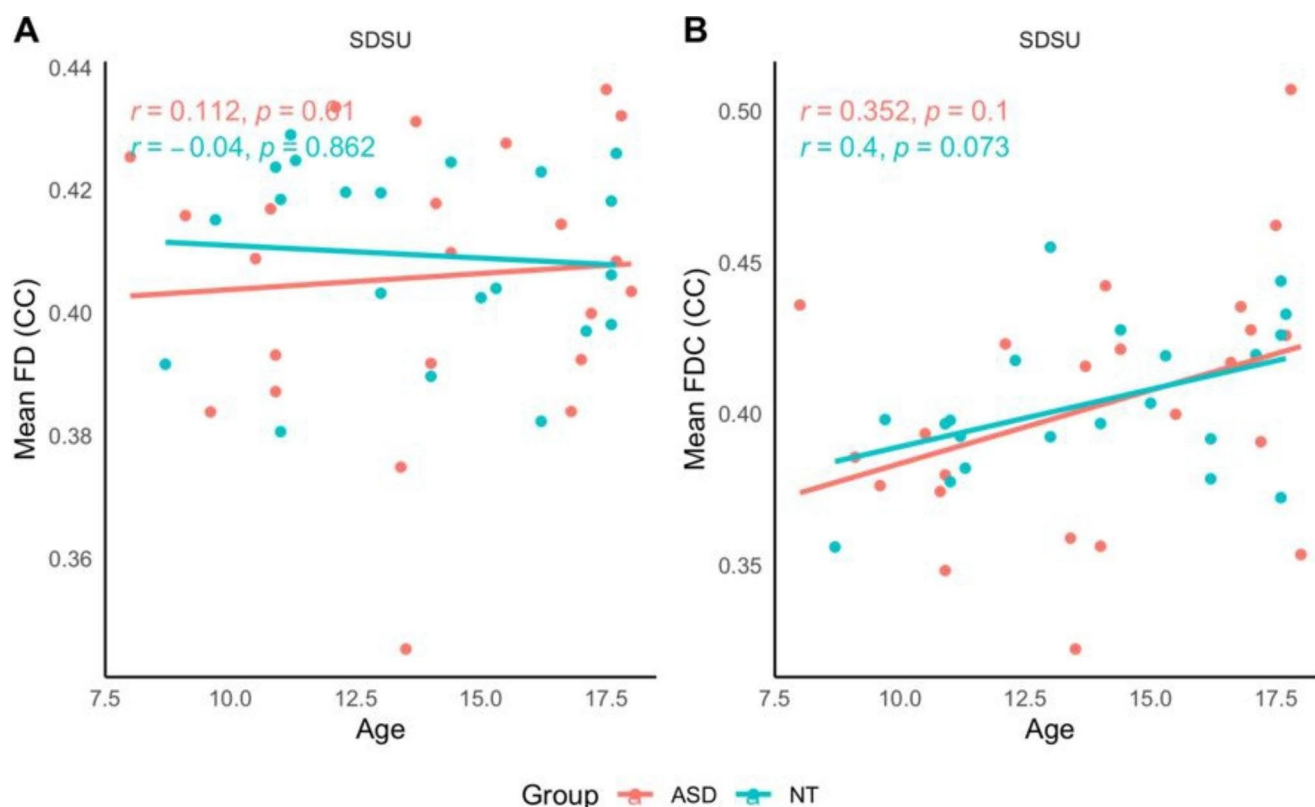 A
SDSU
r = 0.112, p = 0.61
r = −0.04, p = 0.862
Mean FD (CC)
0.44
0.42
0.40
0.38
0.36
7.5 10.0 12.5 15.0 17.5
Age
B
SDSU
r = 0.352, p = 0.1
r = 0.4, p = 0.073
Mean FDC (CC)
0.50
0.45
0.40
0.35
7.5 10.0 12.5 15.0 17.5
Age
Group ASD NT